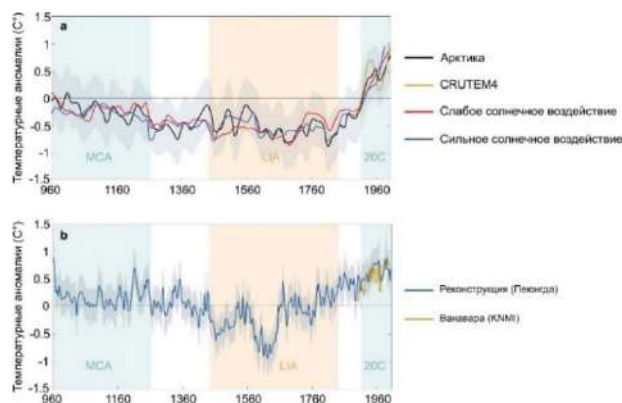 Температурные аномалии (С°)
1.5
1
0.5
0
-0.5
-1
-1.5
a
MCA
LIA
20C
960
1160
1360
1560
1760
1960
Арктика
CRUTEM4
Слабое солнечное воздействие
Сильное солнечное воздействие
Температурные аномалии (С°)
1.5
1
0.5
0
-0.5
-1
-1.5
b
MCA
LIA
20C
960
1160
1360
1560
1760
1960
Реконструкция (Пеюнгда)
Ванавара (KNMI)